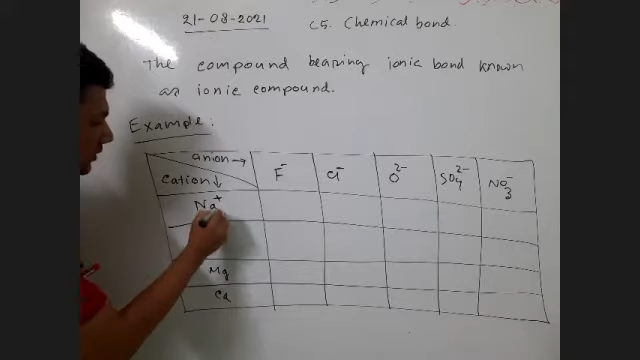 21-08-2021
C5. Chemical bond.
The compound bearing ionic bond known
as ionic compound.
Example:
anion →
Cation ↓
F⁻ Cl⁻ O²⁻ SO₄²⁻ NO₃⁻
Na⁺
Mg
Ca